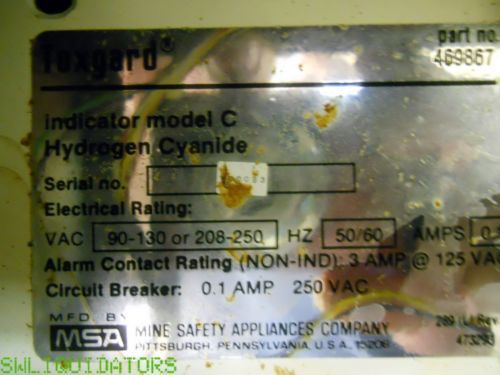 Toxgard®
part no.
469867
indicator model C
Hydrogen Cyanide
Serial no.
Electrical Rating:
VAC 90-130 or 208-250 HZ 50/60 AMPS
Alarm Contact Rating (NON-IND): 3 AMP @ 125 VAC
Circuit Breaker: 0.1 AMP 250 VAC
MFD. BY
MSA MINE SAFETY APPLIANCES COMPANY
PITTSBURGH, PENNSYLVANIA, U.S.A. 15208
473293
SWLIQUIDATORS